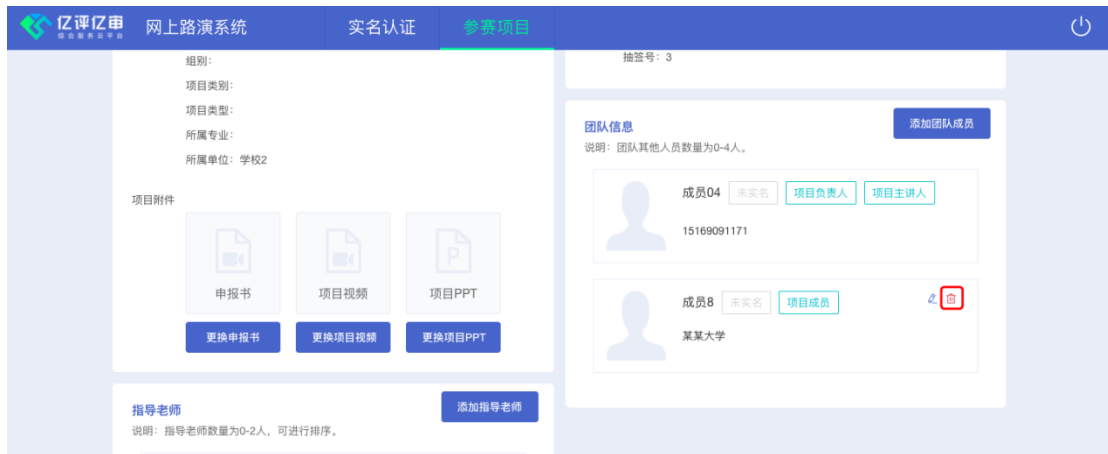 亿评亿审
综合服务云平台
网上路演系统
实名认证
参赛项目
组别：
项目类别：
项目类型：
所属专业：
所属单位：学校2
项目附件
申报书
项目视频
P
项目PPT
更换申报书
更换项目视频
更换项目PPT
指导老师
添加指导老师
说明：指导老师数量为0-2人，可进行排序。
抽签号：3
团队信息
添加团队成员
说明：团队其他人员数量为0-4人。
成员04 未实名 项目负责人 项目主讲人
15169091171
成员8 未实名 项目成员
某某大学